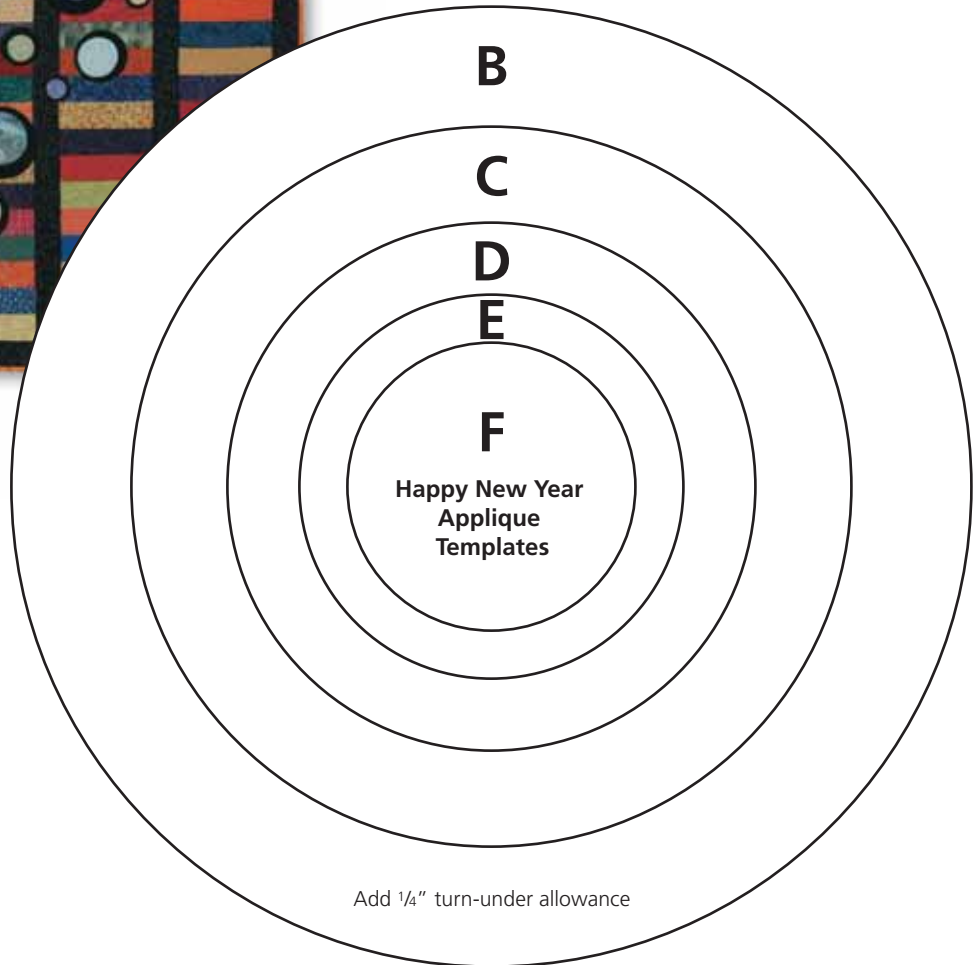 B
C
D
E
F
Happy New Year
Applique
Templates
Add 1/4" turn-under allowance